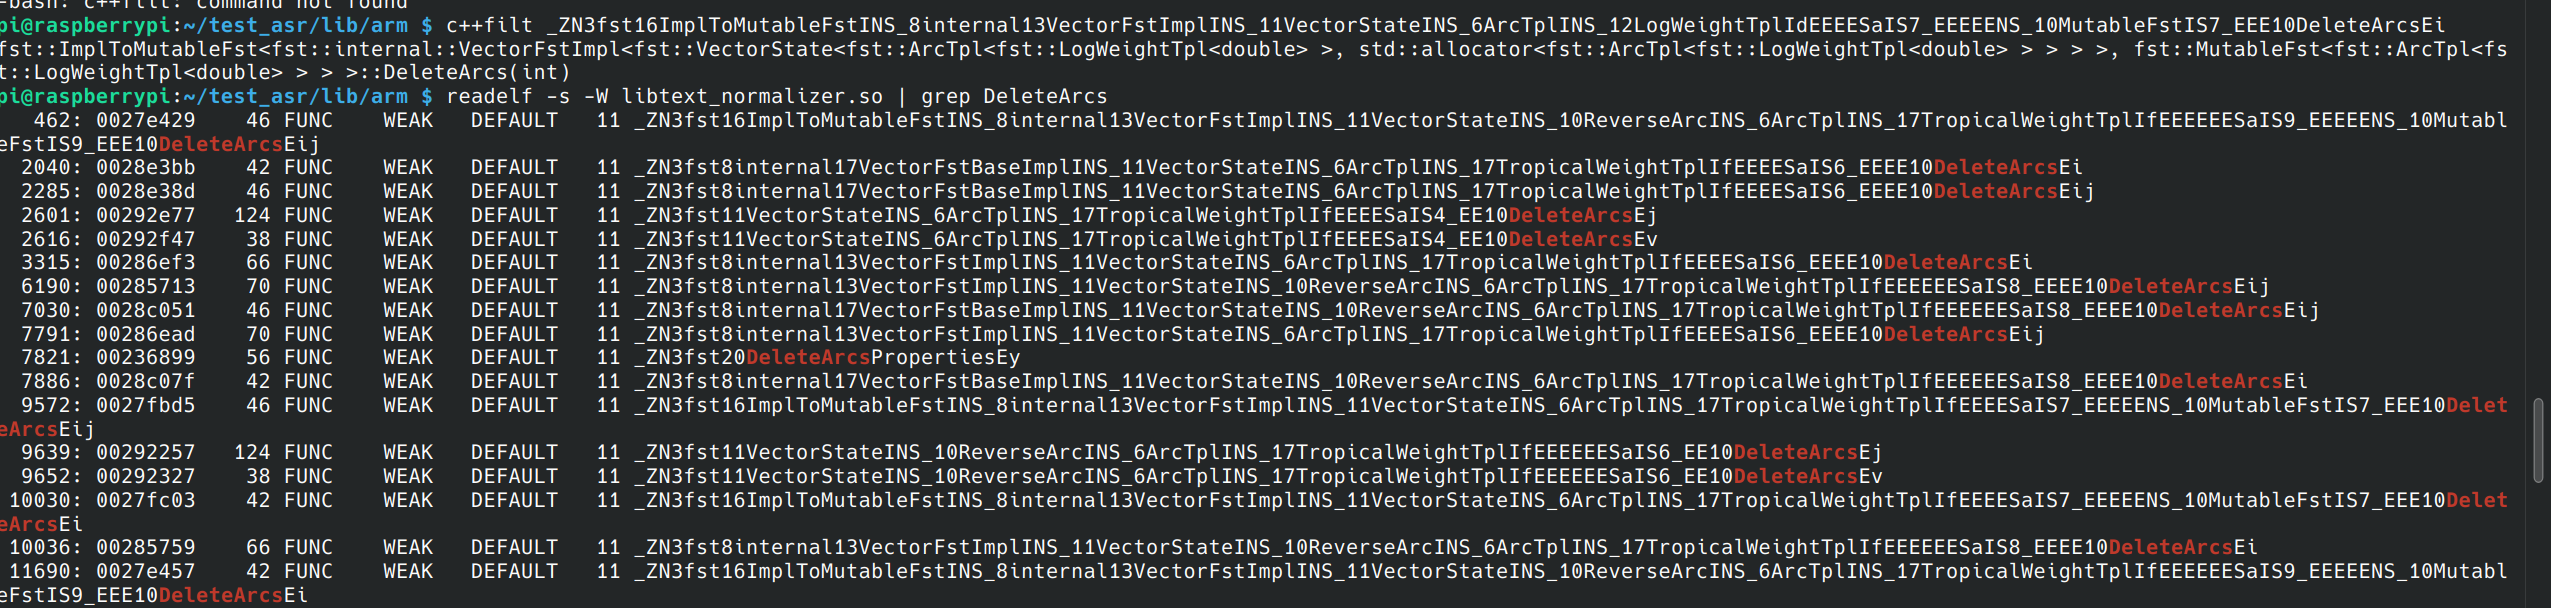 -bash: c++filt: command not found
pi@raspberrypi:~/test_asr/lib/arm $ c++filt _ZN3fst16ImplToMutableFstINS_8internal13VectorFstImplINS_11VectorStateINS_6ArcTplINS_12LogWeightTplIdEEEESaIS7_EEEEENS_10MutableFstIS7_EEE10DeleteArcsEi
fst::ImplToMutableFst<fst::internal::VectorFstImpl<fst::VectorState<fst::ArcTpl<fst::LogWeightTpl<double> >, std::allocator<fst::ArcTpl<fst::LogWeightTpl<double> > > > >, fst::MutableFst<fst::ArcTpl<fs
t::LogWeightTpl<double> > > >::DeleteArcs(int)
pi@raspberrypi:~/test_asr/lib/arm $ readelf -s -W libtext_normalizer.so | grep DeleteArcs
462: 0027e429 46 FUNC WEAK DEFAULT 11 _ZN3fst16ImplToMutableFstINS_8internal13VectorFstImplINS_11VectorStateINS_10ReverseArcINS_6ArcTplINS_17TropicalWeightTplIfEEEEEESaIS9_EEEEENS_10Mutabl
eFstIS9_EEE10DeleteArcsEij
2040: 0028e3bb 42 FUNC WEAK DEFAULT 11 _ZN3fst8internal17VectorFstBaseImplINS_11VectorStateINS_6ArcTplINS_17TropicalWeightTplIfEEEESaIS6_EEEE10DeleteArcsEi
2285: 0028e38d 46 FUNC WEAK DEFAULT 11 _ZN3fst8internal17VectorFstBaseImplINS_11VectorStateINS_6ArcTplINS_17TropicalWeightTplIfEEEESaIS6_EEEE10DeleteArcsEij
2601: 00292e77 124 FUNC WEAK DEFAULT 11 _ZN3fst11VectorStateINS_6ArcTplINS_17TropicalWeightTplIfEEEESaIS4_EE10DeleteArcsEj
2616: 00292f47 38 FUNC WEAK DEFAULT 11 _ZN3fst11VectorStateINS_6ArcTplINS_17TropicalWeightTplIfEEEESaIS4_EE10DeleteArcsEv
3315: 00286ef3 66 FUNC WEAK DEFAULT 11 _ZN3fst8internal13VectorFstImplINS_11VectorStateINS_6ArcTplINS_17TropicalWeightTplIfEEEESaIS6_EEEE10DeleteArcsEi
6190: 00285713 70 FUNC WEAK DEFAULT 11 _ZN3fst8internal13VectorFstImplINS_11VectorStateINS_10ReverseArcINS_6ArcTplINS_17TropicalWeightTplIfEEEEEESaIS8_EEEE10DeleteArcsEij
7030: 0028c051 46 FUNC WEAK DEFAULT 11 _ZN3fst8internal17VectorFstBaseImplINS_11VectorStateINS_10ReverseArcINS_6ArcTplINS_17TropicalWeightTplIfEEEEEESaIS8_EEEE10DeleteArcsEij
7791: 00286ead 70 FUNC WEAK DEFAULT 11 _ZN3fst8internal13VectorFstImplINS_11VectorStateINS_6ArcTplINS_17TropicalWeightTplIfEEEESaIS6_EEEE10DeleteArcsEij
7821: 00236899 56 FUNC WEAK DEFAULT 11 _ZN3fst20DeleteArcsPropertiesEy
7886: 0028c07f 42 FUNC WEAK DEFAULT 11 _ZN3fst8internal17VectorFstBaseImplINS_11VectorStateINS_10ReverseArcINS_6ArcTplINS_17TropicalWeightTplIfEEEEEESaIS8_EEEE10DeleteArcsEi
9572: 0027fbd5 46 FUNC WEAK DEFAULT 11 _ZN3fst16ImplToMutableFstINS_8internal13VectorFstImplINS_11VectorStateINS_6ArcTplINS_17TropicalWeightTplIfEEEESaIS7_EEEEENS_10MutableFstIS7_EEE10Delet
eArcsEij
9639: 00292257 124 FUNC WEAK DEFAULT 11 _ZN3fst11VectorStateINS_10ReverseArcINS_6ArcTplINS_17TropicalWeightTplIfEEEEEESaIS6_EE10DeleteArcsEj
9652: 00292327 38 FUNC WEAK DEFAULT 11 _ZN3fst11VectorStateINS_10ReverseArcINS_6ArcTplINS_17TropicalWeightTplIfEEEEEESaIS6_EE10DeleteArcsEv
10030: 0027fc03 42 FUNC WEAK DEFAULT 11 _ZN3fst16ImplToMutableFstINS_8internal13VectorFstImplINS_11VectorStateINS_6ArcTplINS_17TropicalWeightTplIfEEEESaIS7_EEEEENS_10MutableFstIS7_EEE10Delet
eArcsEi
10036: 00285759 66 FUNC WEAK DEFAULT 11 _ZN3fst8internal13VectorFstImplINS_11VectorStateINS_10ReverseArcINS_6ArcTplINS_17TropicalWeightTplIfEEEEEESaIS8_EEEE10DeleteArcsEi
11690: 0027e457 42 FUNC WEAK DEFAULT 11 _ZN3fst16ImplToMutableFstINS_8internal13VectorFstImplINS_11VectorStateINS_10ReverseArcINS_6ArcTplINS_17TropicalWeightTplIfEEEEEESaIS9_EEEEENS_10Mutabl
eFstIS9_EEE10DeleteArcsEi